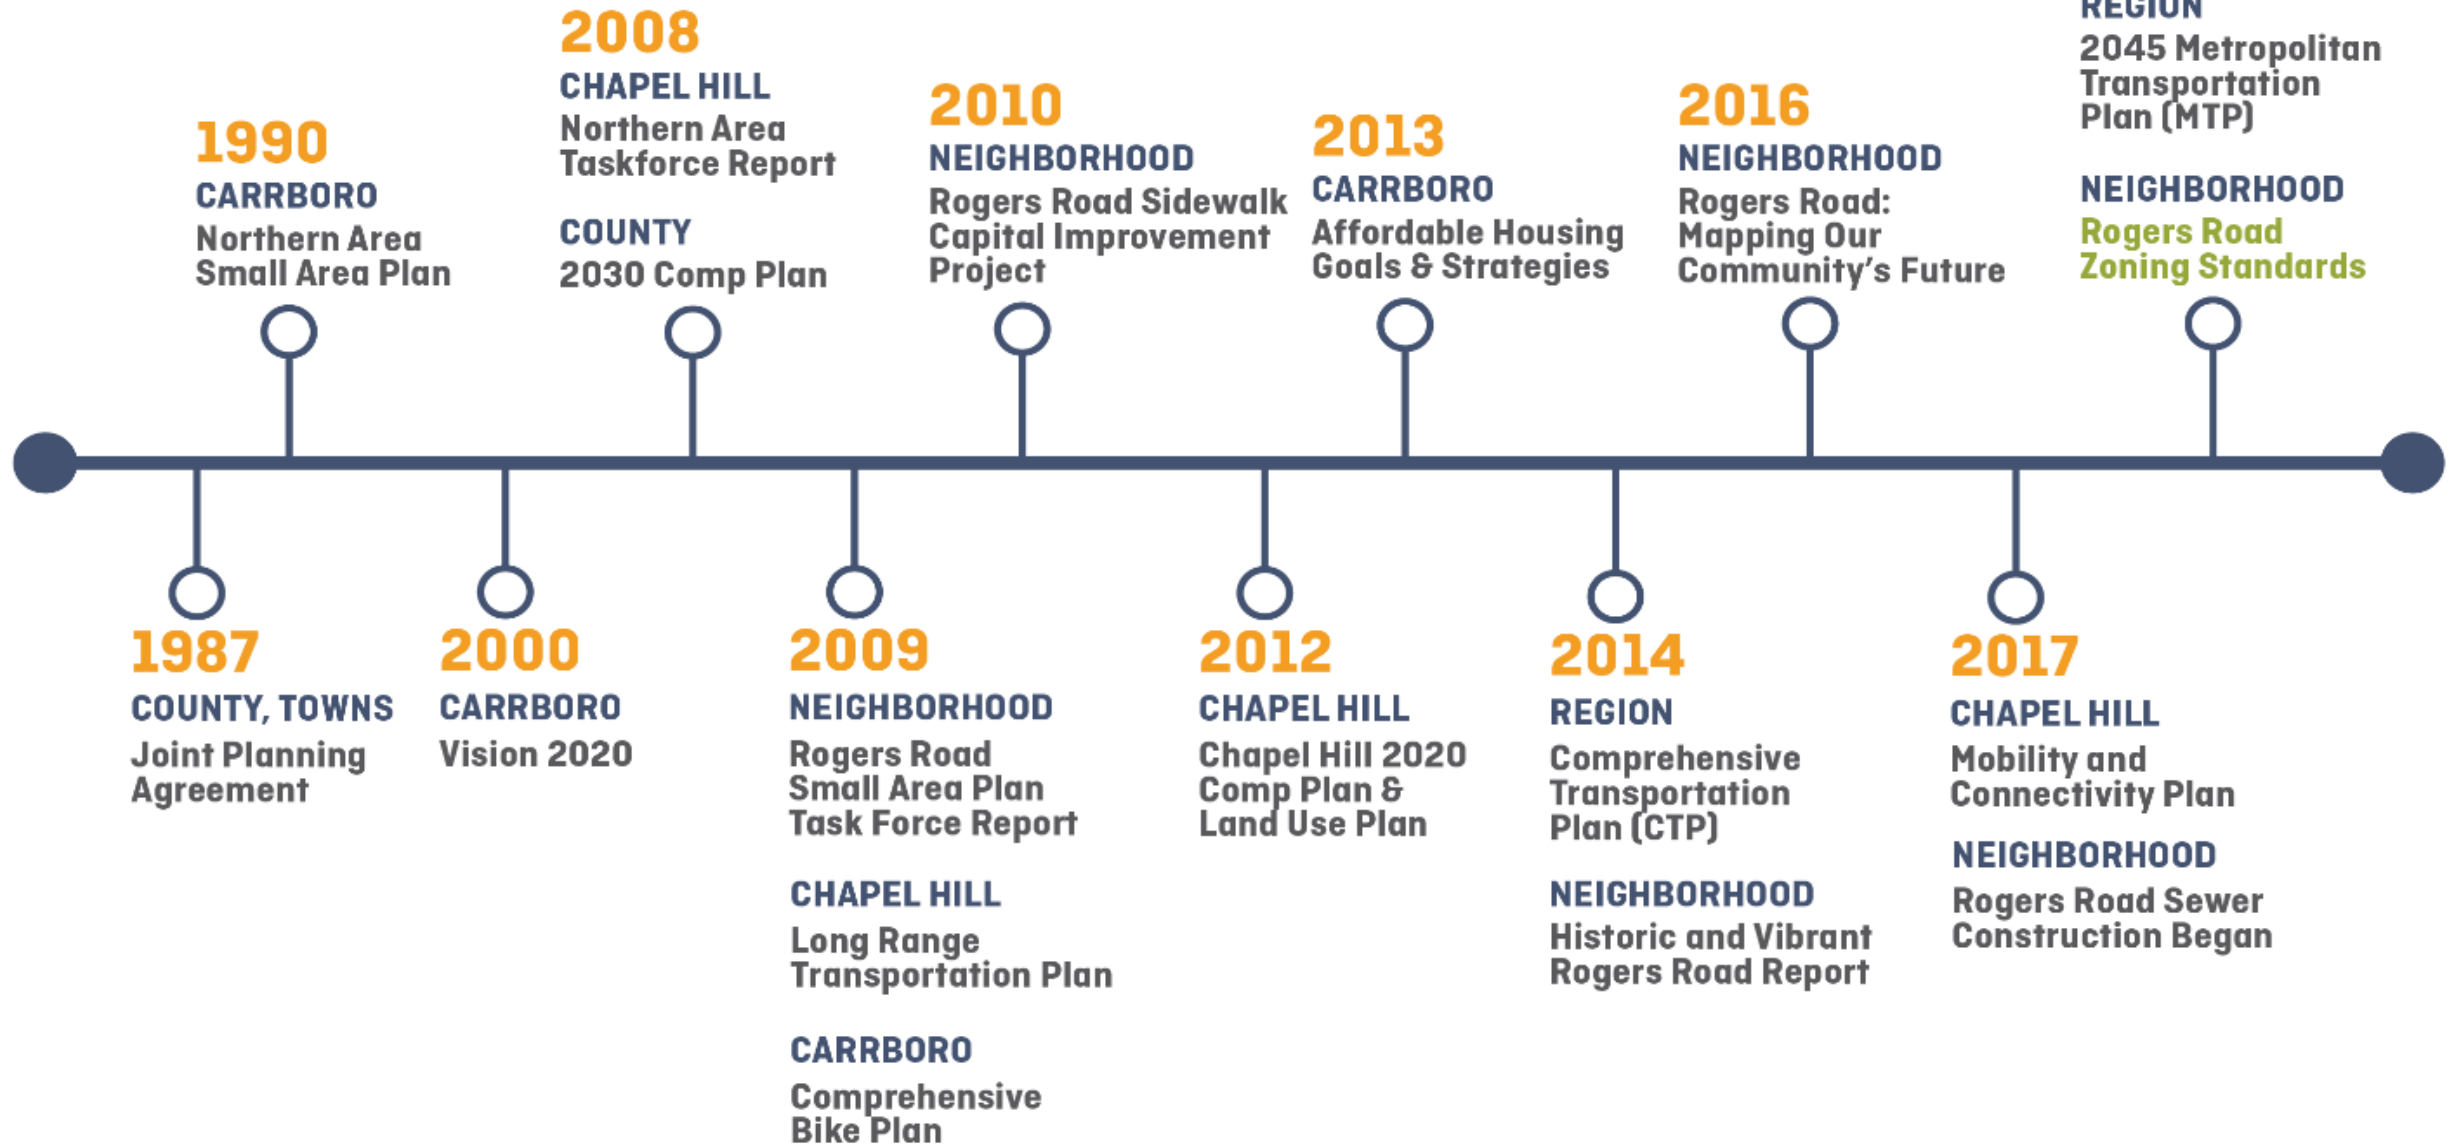 1990
CARRBORO
Northern Area
Small Area Plan
2008
CHAPEL HILL
Northern Area
Taskforce Report
COUNTY
2030 Comp Plan
2010
NEIGHBORHOOD
Rogers Road Sidewalk
Capital Improvement
Project
2013
CARRBORO
Affordable Housing
Goals & Strategies
2016
NEIGHBORHOOD
Rogers Road:
Mapping Our
Community's Future
REGION
2045 Metropolitan
Transportation
Plan (MTP)
NEIGHBORHOOD
Rogers Road
Zoning Standards
1987
COUNTY, TOWNS
Joint Planning
Agreement
2000
CARRBORO
Vision 2020
2009
NEIGHBORHOOD
Rogers Road
Small Area Plan
Task Force Report
CHAPEL HILL
Long Range
Transportation Plan
CARRBORO
Comprehensive
Bike Plan
2012
CHAPEL HILL
Chapel Hill 2020
Comp Plan &
Land Use Plan
2014
REGION
Comprehensive
Transportation
Plan (CTP)
NEIGHBORHOOD
Historic and Vibrant
Rogers Road Report
2017
CHAPEL HILL
Mobility and
Connectivity Plan
NEIGHBORHOOD
Rogers Road Sewer
Construction Began